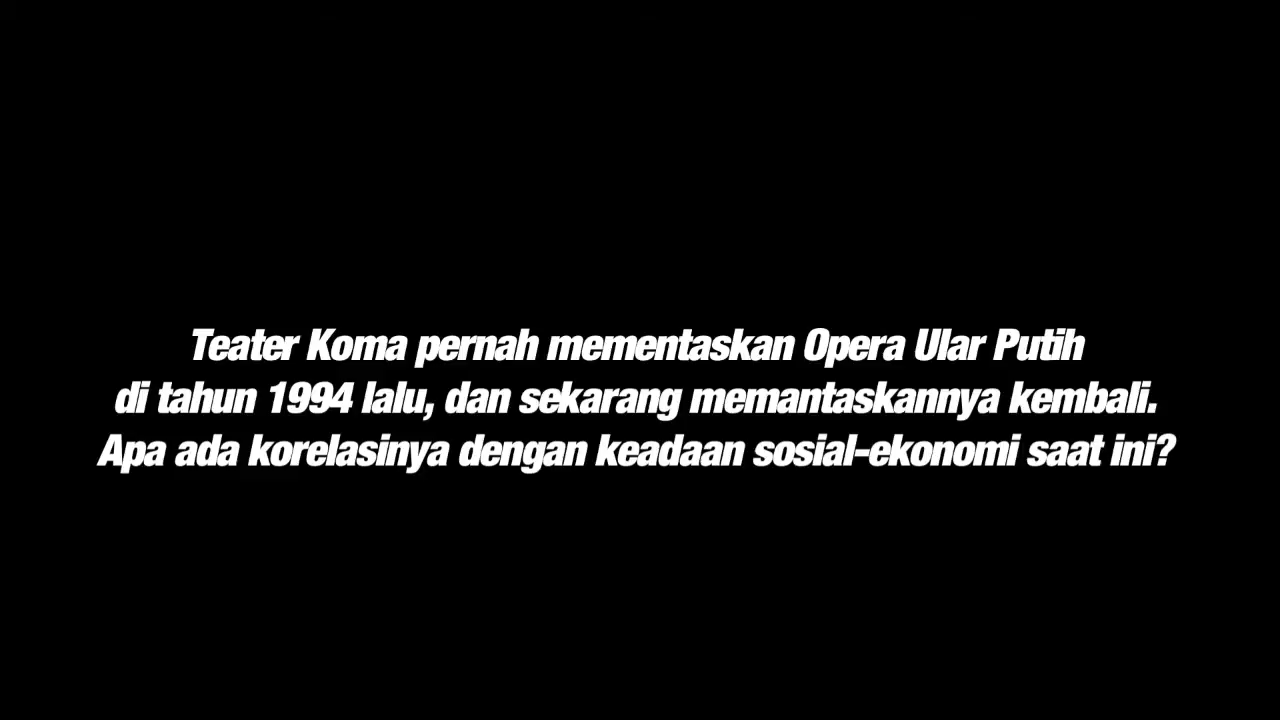 Teater Koma pernah mementaskan Opera Ular Putih
di tahun 1994 lalu, dan sekarang memantaskannya kembali.
Apa ada korelasinya dengan keadaan sosial-ekonomi saat ini?